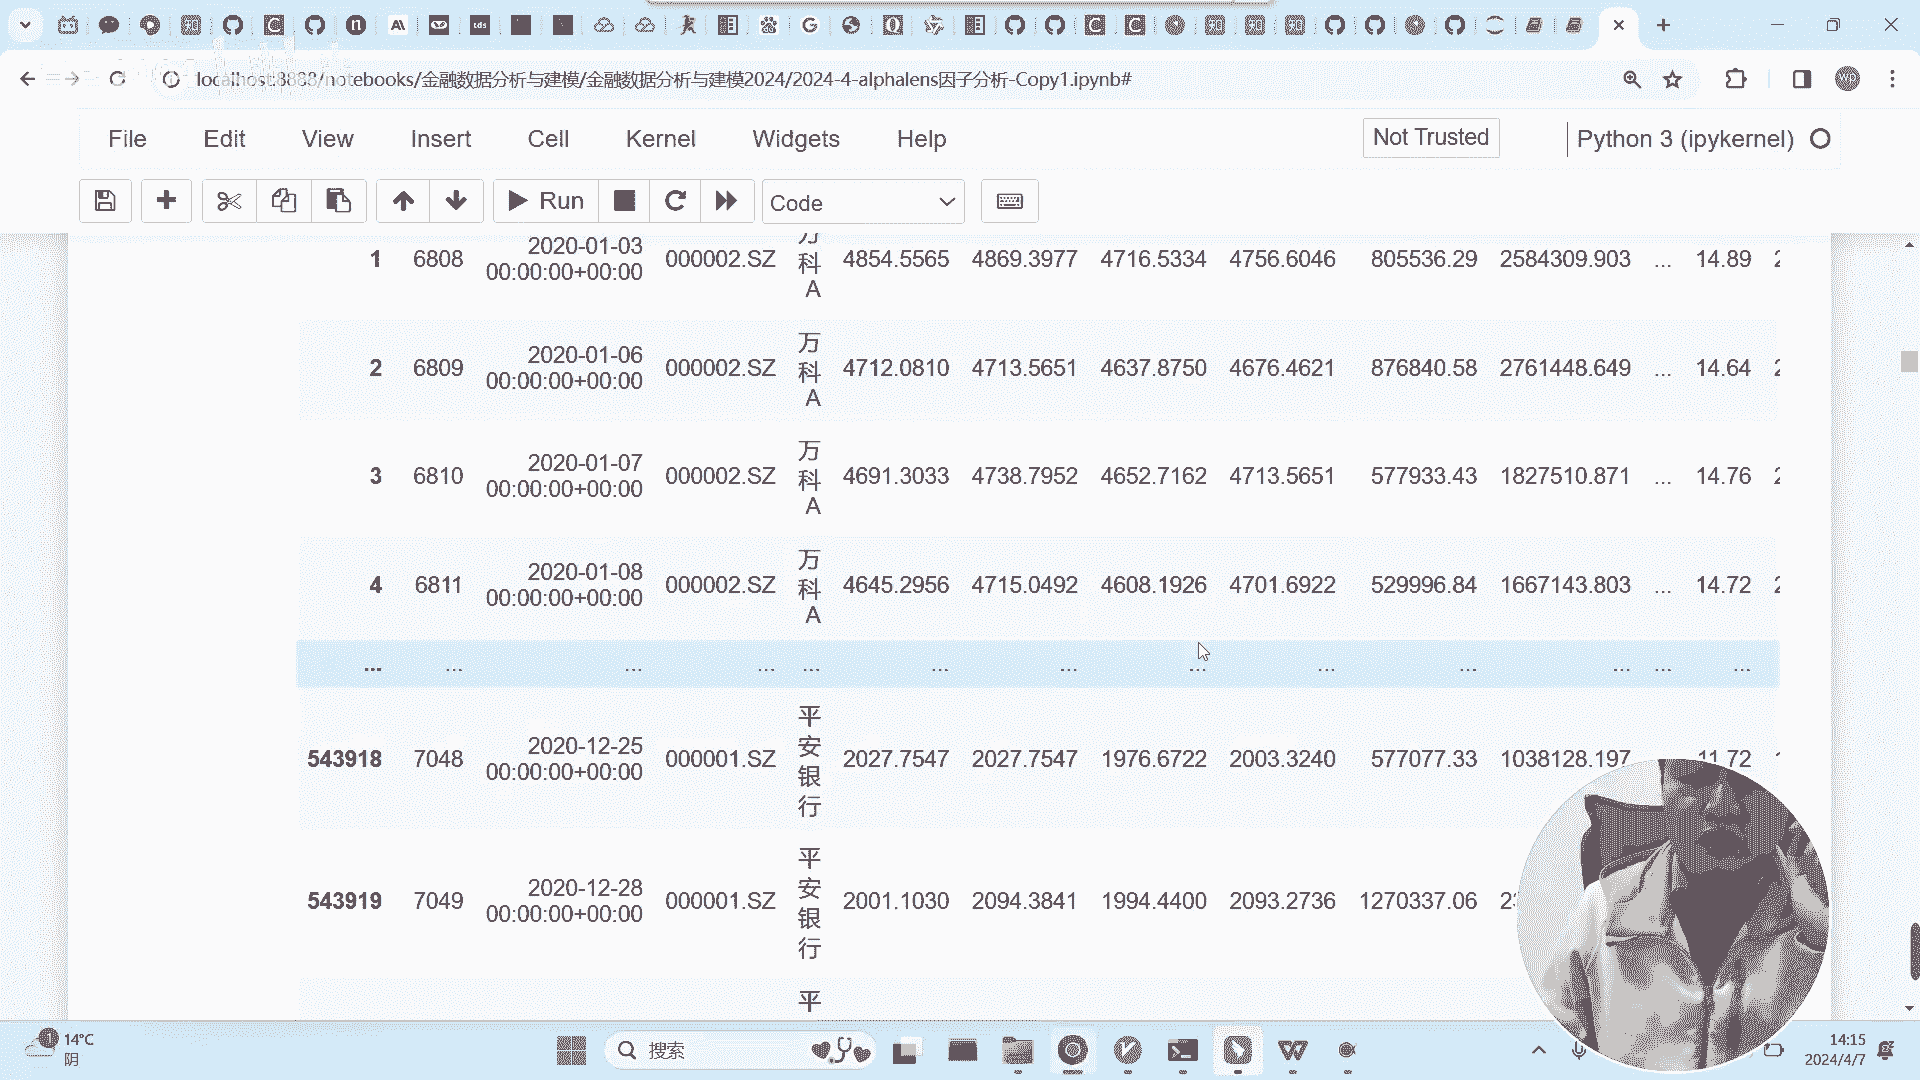 localhost:8888/notebooks/金融数据分析与建模/金融数据分析与建模2024/2024-4-alphalens因子分析-Copy1.ipynb#
File Edit View Insert Cell Kernel Widgets Help Not Trusted Python 3 (ipykernel)
Run Code
1 6808 2020-01-03 00:00:00+00:00 000002.SZ 万科A 4854.5565 4869.3977 4716.5334 4756.6046 805536.29 2584309.903 ... 14.89
2 6809 2020-01-06 00:00:00+00:00 000002.SZ 万科A 4712.0810 4713.5651 4637.8750 4676.4621 876840.58 2761448.649 ... 14.64
3 6810 2020-01-07 00:00:00+00:00 000002.SZ 万科A 4691.3033 4738.7952 4652.7162 4713.5651 577933.43 1827510.871 ... 14.76
4 6811 2020-01-08 00:00:00+00:00 000002.SZ 万科A 4645.2956 4715.0492 4608.1926 4701.6922 529996.84 1667143.803 ... 14.72
... ... ... ... ... ... ... ... ... ... ... ... ...
543918 7048 2020-12-25 00:00:00+00:00 000001.SZ 平安银行 2027.7547 2027.7547 1976.6722 2003.3240 577077.33 1038128.197 11.72
543919 7049 2020-12-28 00:00:00+00:00 000001.SZ 平安银行 2001.1030 2094.3841 1994.4400 2093.2736 1270337.06
平
14°C
阴
搜索
14:15
2024/4/7